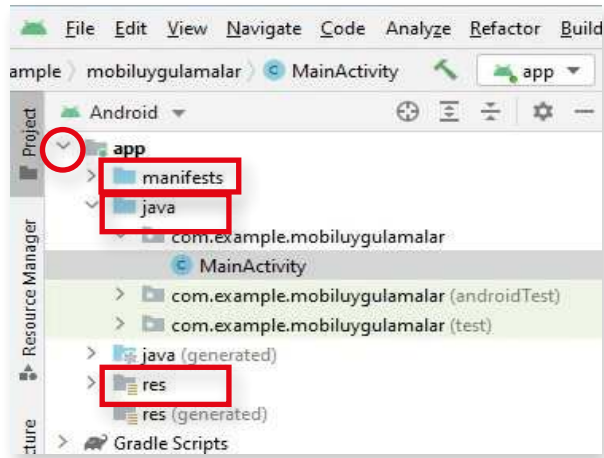 File Edit View Navigate Code Analyze Refactor Build
ample mobiluygulamalar C MainActivity app
Android
Project
app
manifests
java
com.example.mobiluygulamalar
C MainActivity
com.example.mobiluygulamalar (androidTest)
com.example.mobiluygulamalar (test)
Resource Manager
java (generated)
res
res (generated)
cture
Gradle Scripts